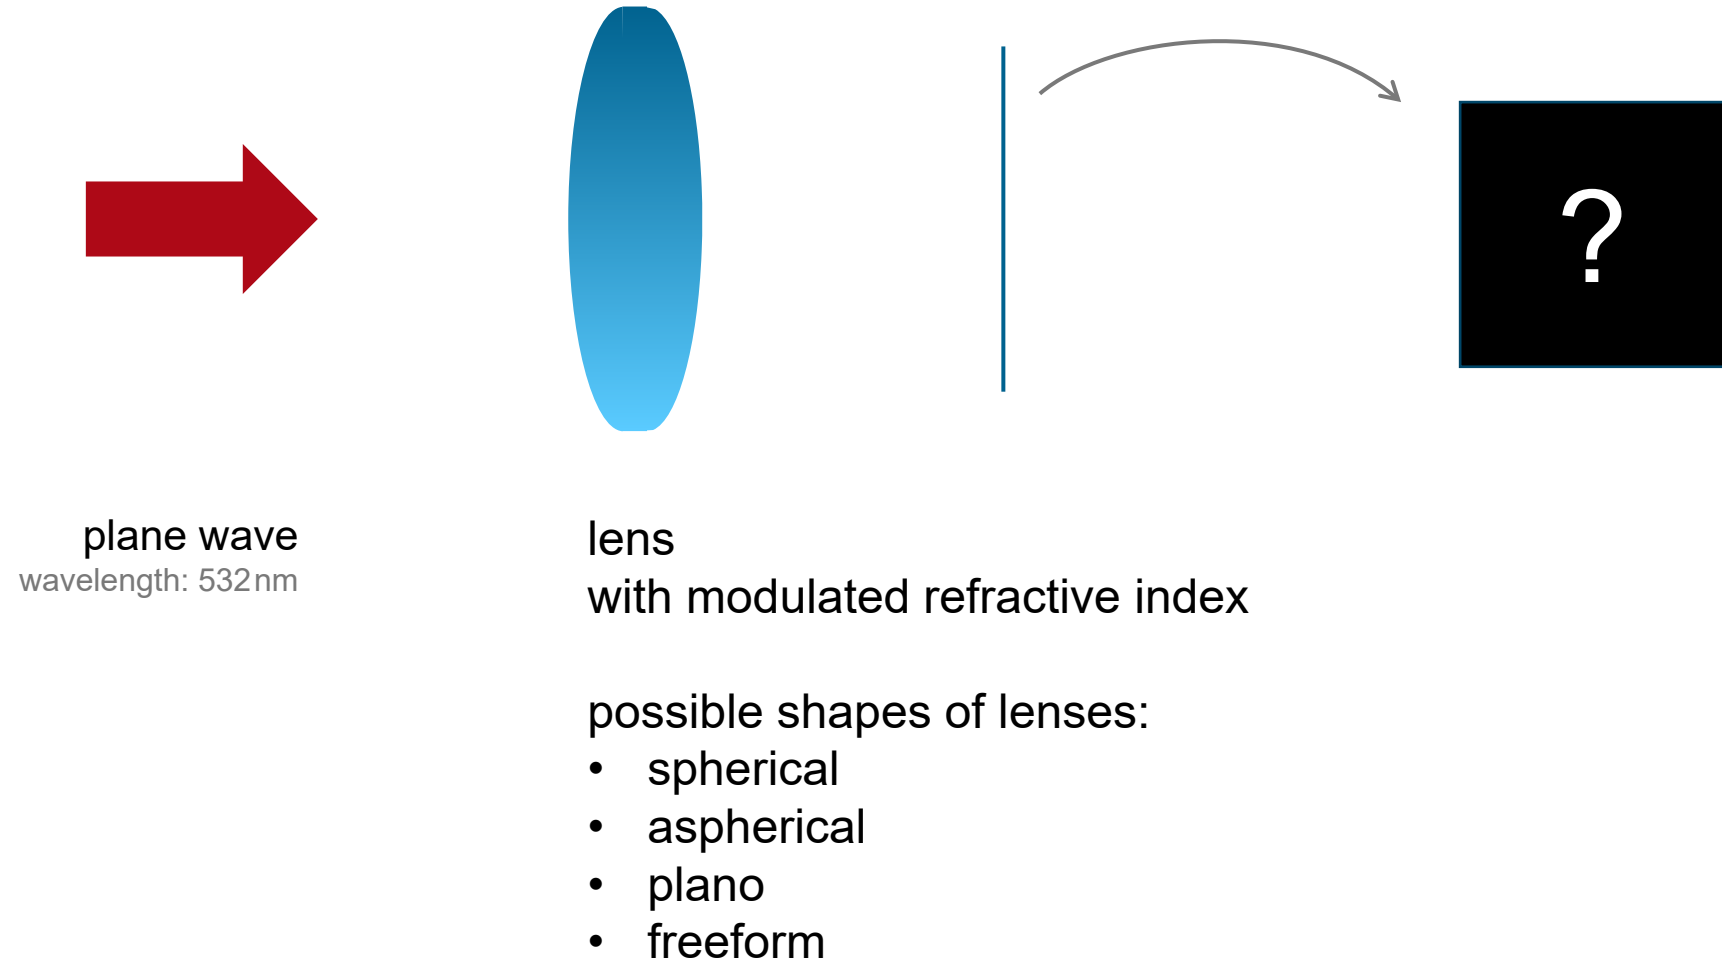 ?
plane wave
wavelength: 532 nm
lens
with modulated refractive index
possible shapes of lenses:
• spherical
• aspherical
• plano
• freeform